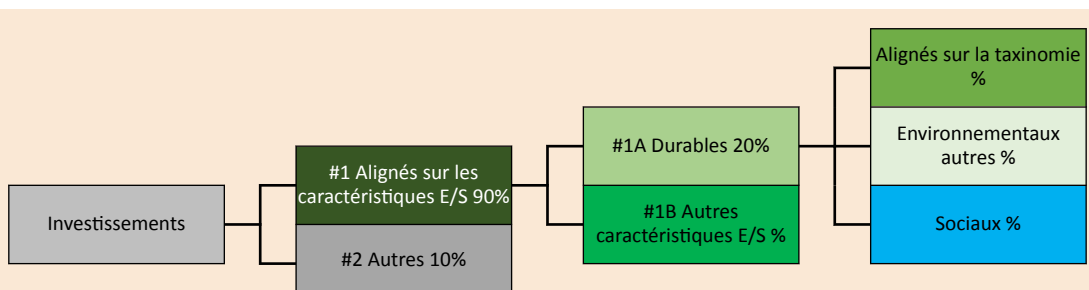 Investissements
#1 Alignés sur les
caractéristiques E/S 90%
#2 Autres 10%
#1A Durables 20%
#1B Autres
caractéristiques E/S %
Alignés sur la taxinomie
%
Environnementaux
autres %
Sociaux %